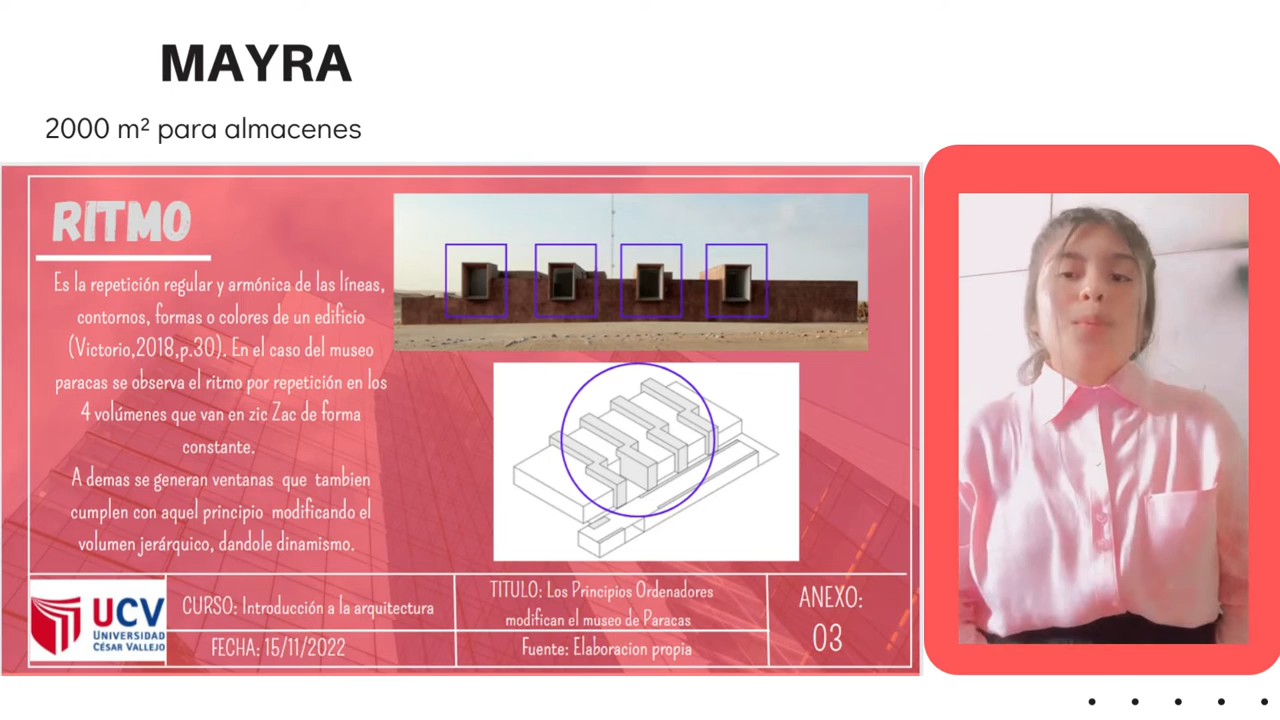 MAYRA
2000 m² para almacenes
RITMO
Es la repetición regular y armónica de las líneas,
contornos, formas o colores de un edificio
(Victorio,2018,p.30). En el caso del museo
paracas se observa el ritmo por repetición en los
4 volúmenes que van en zic Zac de forma
constante.
A demas se generan ventanas que tambien
cumplen con aquel principio modificando el
volumen jerárquico, dandole dinamismo.
UCV
UNIVERSIDAD
CÉSAR VALLEJO
CURSO: Introducción a la arquitectura
FECHA: 15/11/2022
TITULO: Los Principios Ordenadores
modifican el museo de Paracas
Fuente: Elaboracion propia
ANEXO:
03